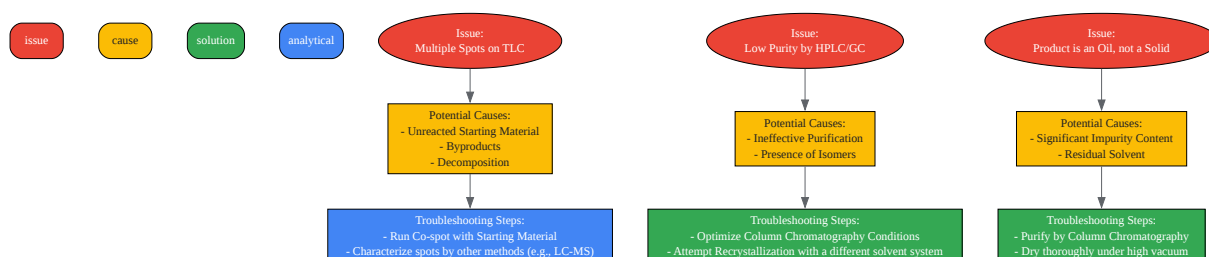 issue
cause
solution
analytical
Issue:
Multiple Spots on TLC
Potential Causes:
- Unreacted Starting Material
- Byproducts
- Decomposition
Troubleshooting Steps:
- Run Co-spot with Starting Material
- Characterize spots by other methods (e.g., LC-MS)
Issue:
Low Purity by HPLC/GC
Potential Causes:
- Ineffective Purification
- Presence of Isomers
Troubleshooting Steps:
- Optimize Column Chromatography Conditions
- Attempt Recrystallization with a different solvent system
Issue:
Product is an Oil, not a Solid
Potential Causes:
- Significant Impurity Content
- Residual Solvent
Troubleshooting Steps:
- Purify by Column Chromatography
- Dry thoroughly under high vacuum